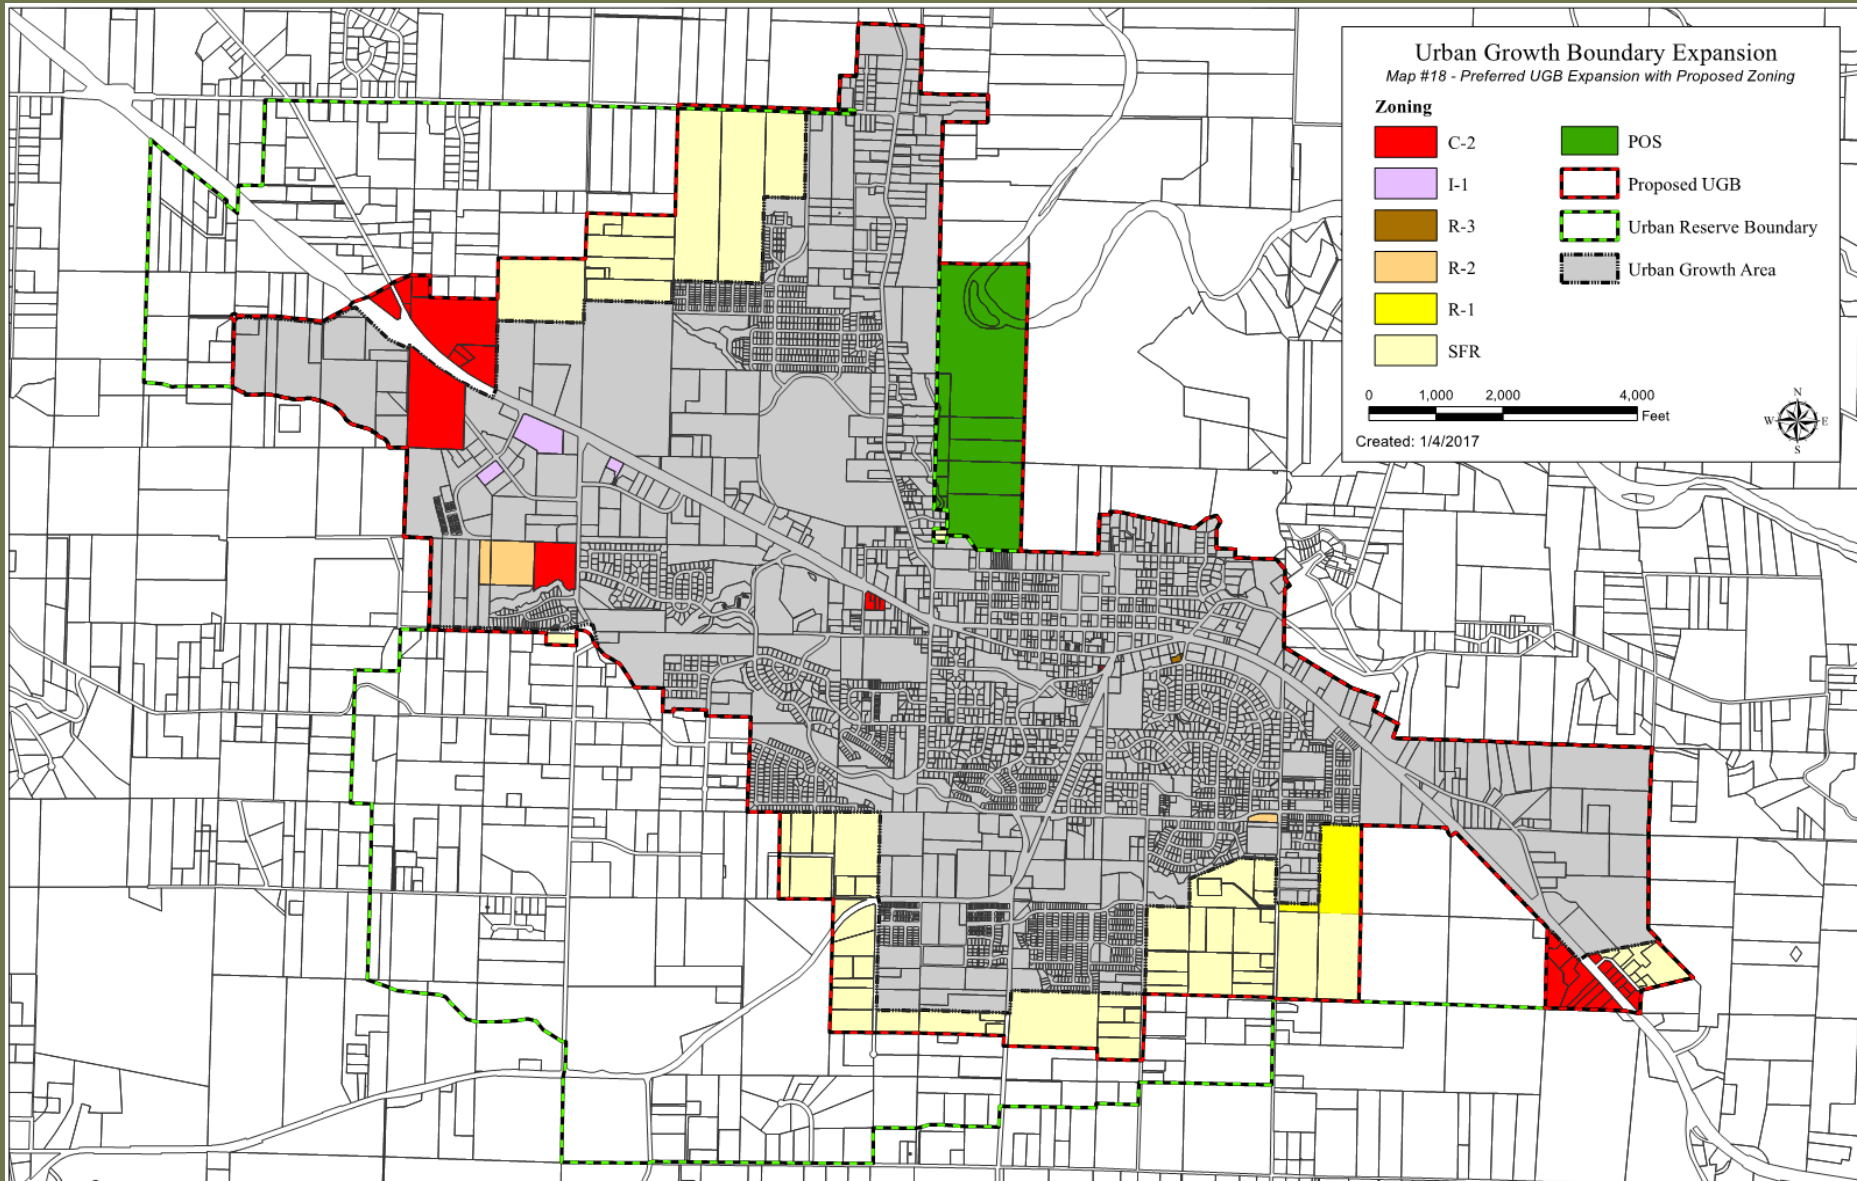 Urban Growth Boundary Expansion
Map #18 - Preferred UGB Expansion with Proposed Zoning
Zoning
C-2
I-1
R-3
R-2
R-1
SFR
POS
Proposed UGB
Urban Reserve Boundary
Urban Growth Area
0 1,000 2,000 4,000
Feet
Created: 1/4/2017
N
W E
S